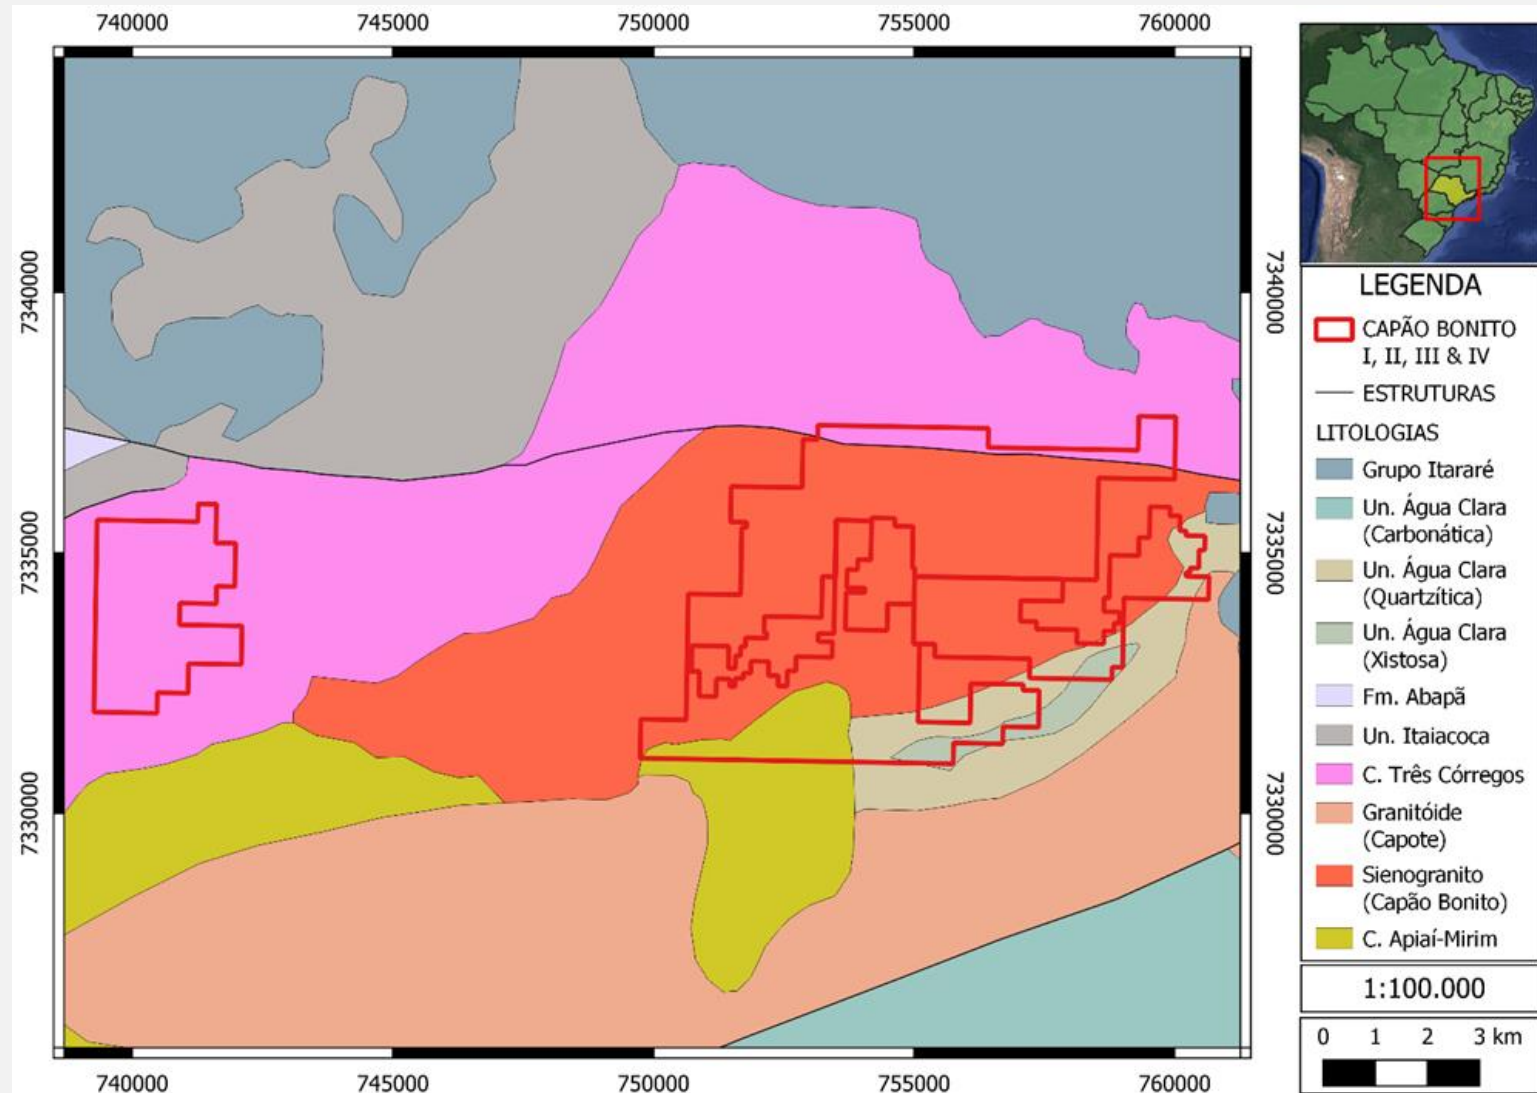 740000
745000
750000
755000
760000
7340000
7340000
7335000
7335000
7330000
7330000
740000
745000
750000
755000
760000
LEGENDA
CAPÃO BONITO
I, II, III & IV
ESTRUTURAS
LITOLOGIAS
Grupo Itararé
Un. Água Clara
(Carbonática)
Un. Água Clara
(Quartzítica)
Un. Água Clara
(Xistosa)
Fm. Abapã
Un. Itaiacoca
C. Três Córregos
Granitóide
(Capote)
Sienogranito
(Capão Bonito)
C. Apiaí-Mirim
1:100.000
0 1 2 3 km